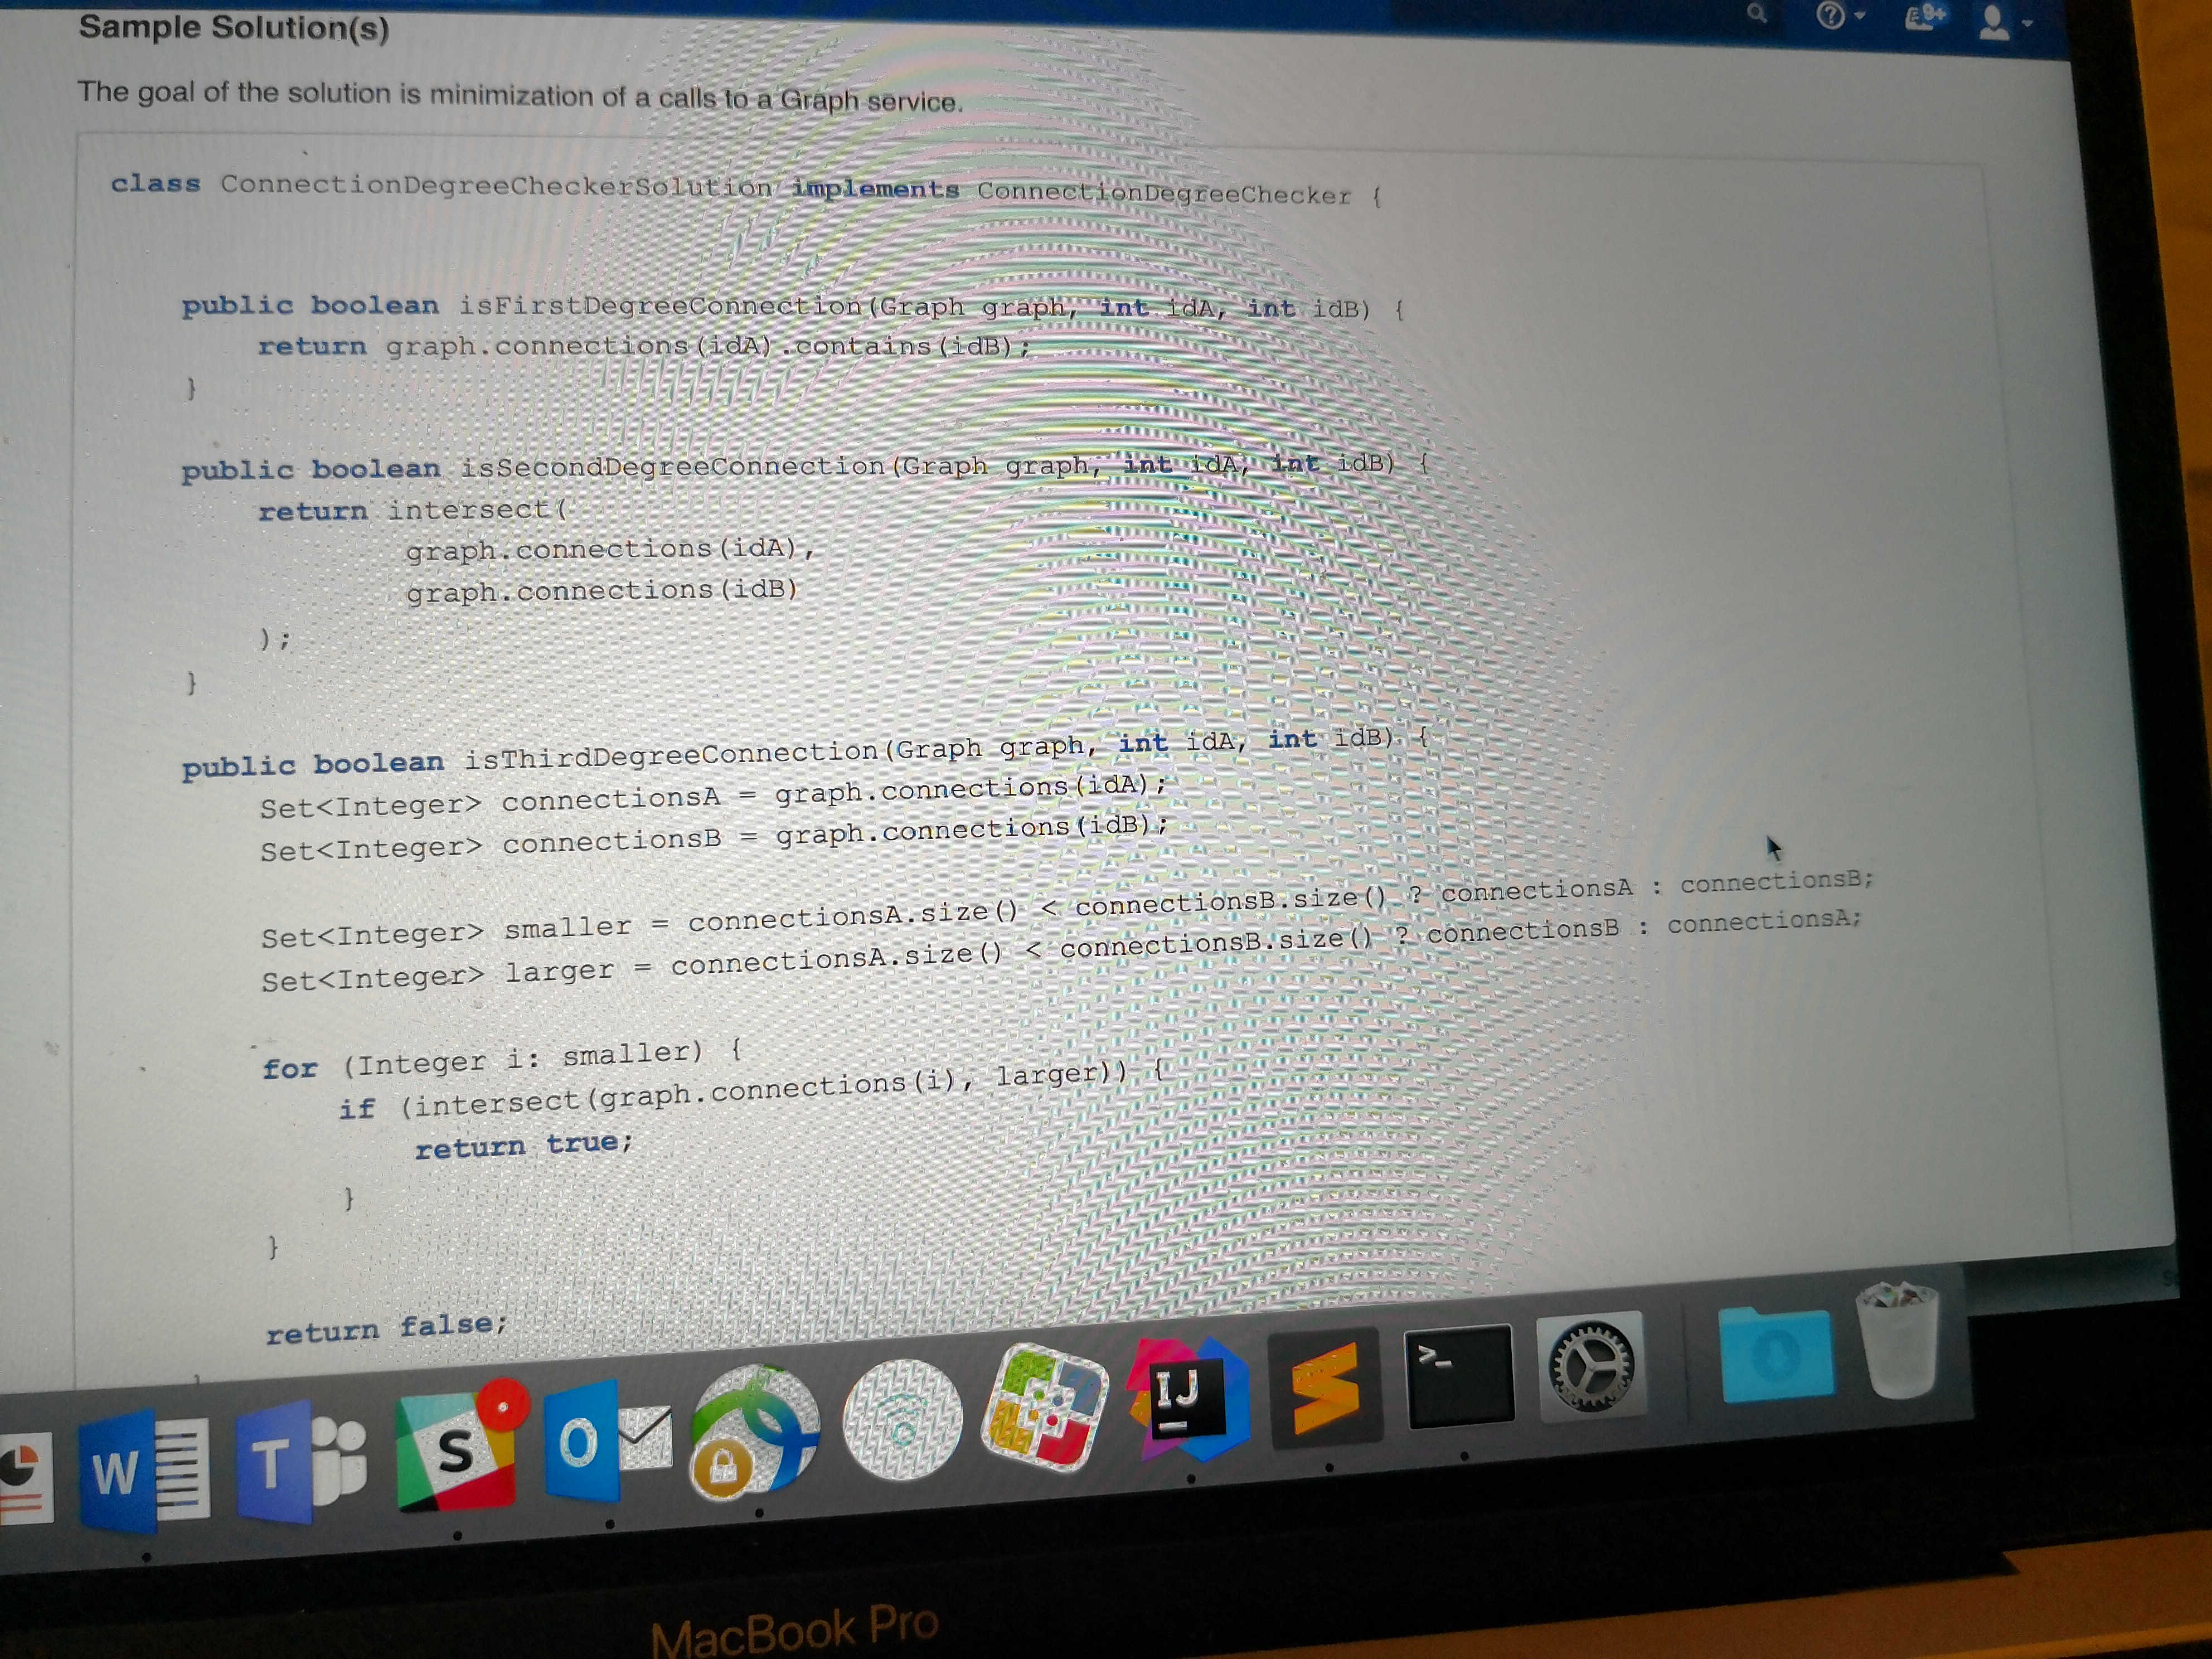 Sample Solution(s)
The goal of the solution is minimization of a calls to a Graph service.
class ConnectionDegreeCheckerSolution implements ConnectionDegreeChecker {
public boolean isFirstDegreeConnection(Graph graph, int idA, int idB) {
return graph.connections(idA).contains(idB);
}
public boolean isSecondDegreeConnection(Graph graph, int idA, int idB) {
return intersect(
graph.connections(idA),
graph.connections(idB)
);
}
public boolean isThirdDegreeConnection(Graph graph, int idA, int idB) {
Set<Integer> connectionsA = graph.connections(idA);
Set<Integer> connectionsB = graph.connections(idB);
Set<Integer> smaller = connectionsA.size() < connectionsB.size() ? connectionsA : connectionsB;
Set<Integer> larger = connectionsA.size() < connectionsB.size() ? connectionsB : connectionsA;
for (Integer i: smaller) {
if (intersect(graph.connections(i), larger)) {
return true;
}
}
return false;
W T S O IJ >_
MacBook Pro